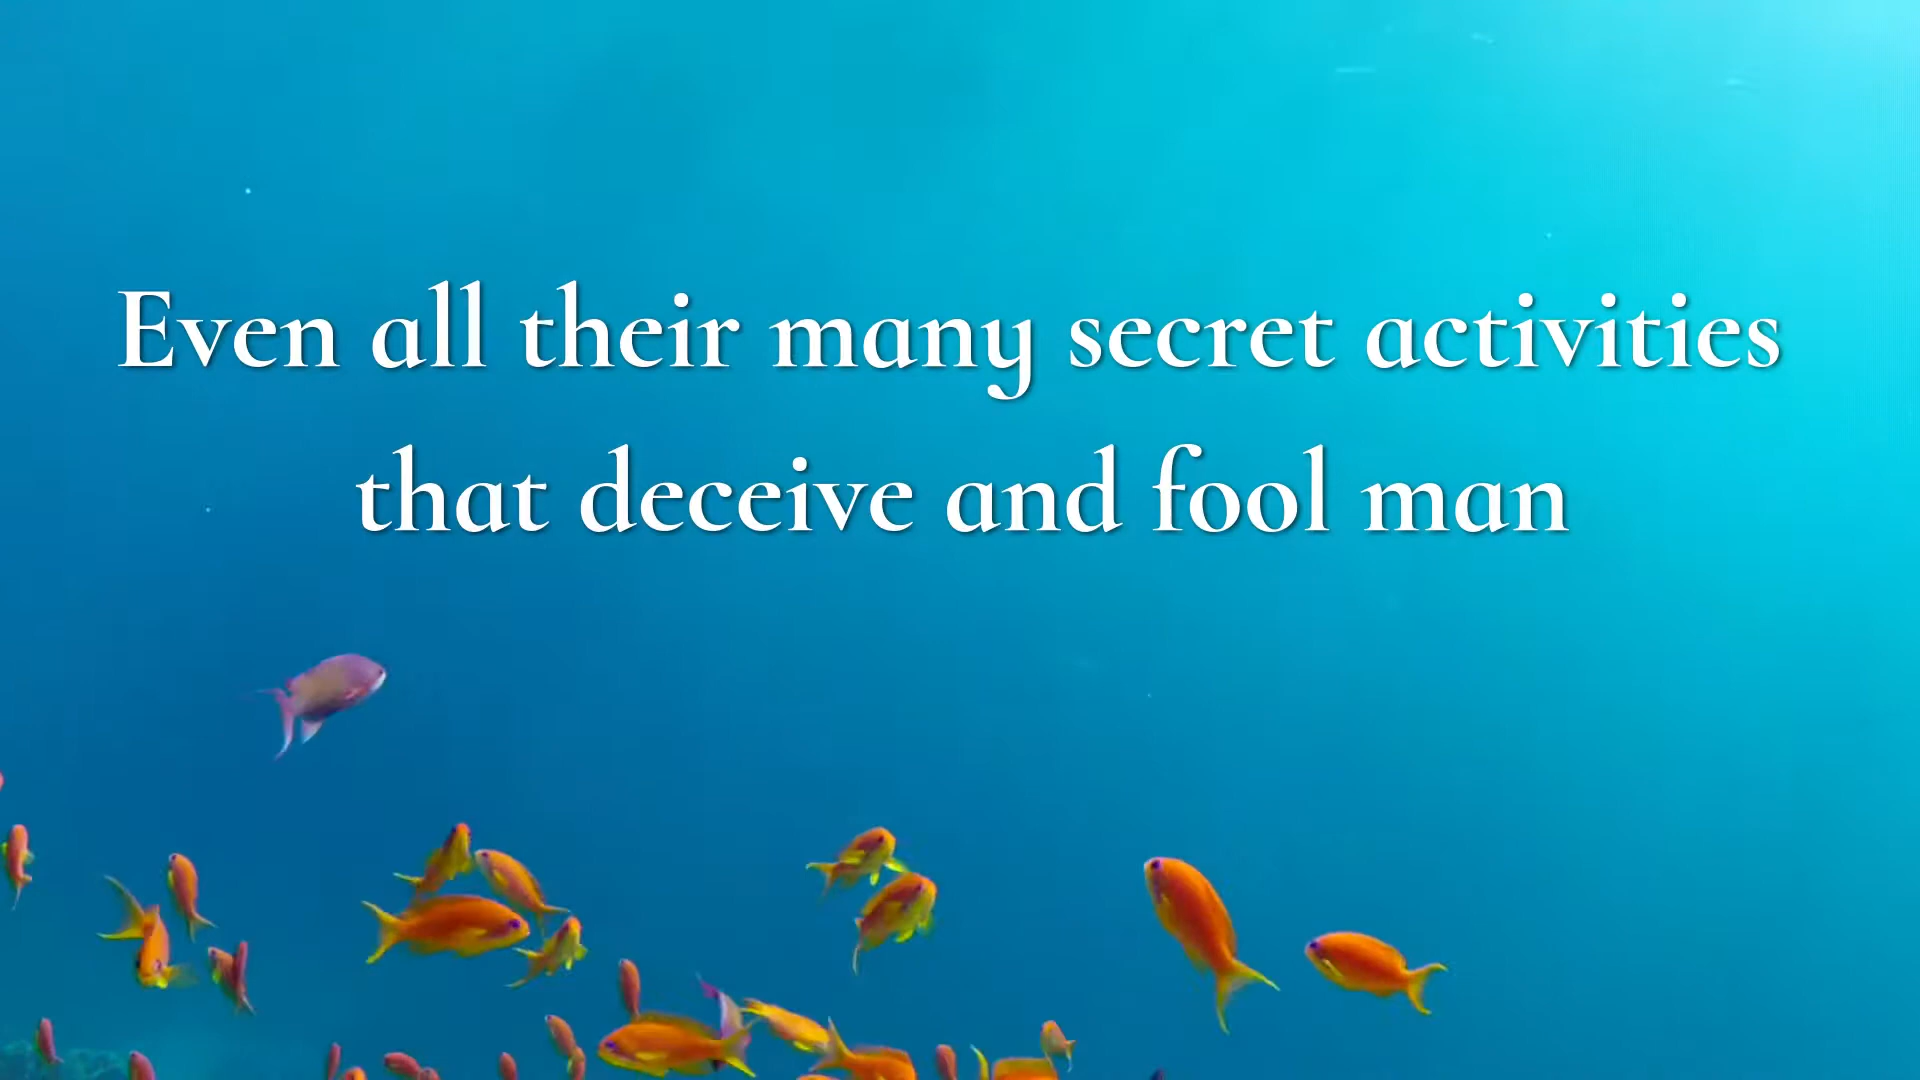 Even all their many secret activities
that deceive and fool man